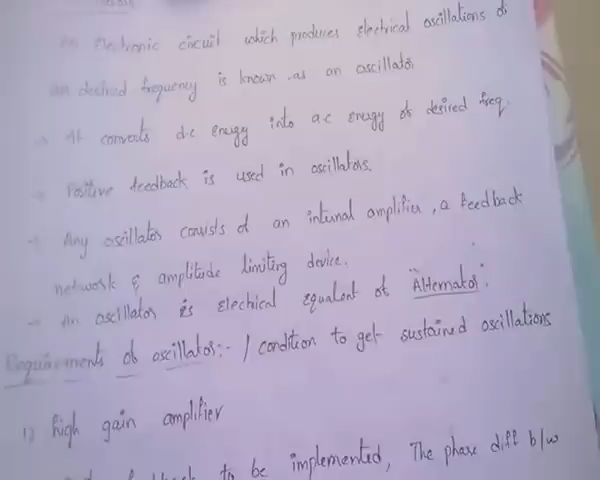 An electronic circuit which produces electrical oscillations of
an desired frequency is known as an oscillator
→ It converts d.c energy into a.c energy of desired freq.
→ Positive feedback is used in oscillators.
→ Any oscillator consists of an internal amplifier, a feedback
network & amplitude limiting device.
→ An oscillator is electrical equalent of "Alternator".
Requirements of oscillator:- / condition to get sustained oscillations
1) high gain amplifier
to be implemented, The phase diff b/w